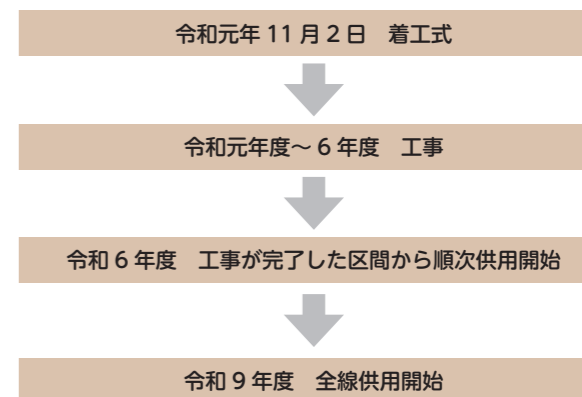 令和元年 11 月 2 日　着工式
令和元年度～ 6 年度　工事
令和 6 年度　工事が完了した区間から順次供用開始
令和 9 年度　全線供用開始